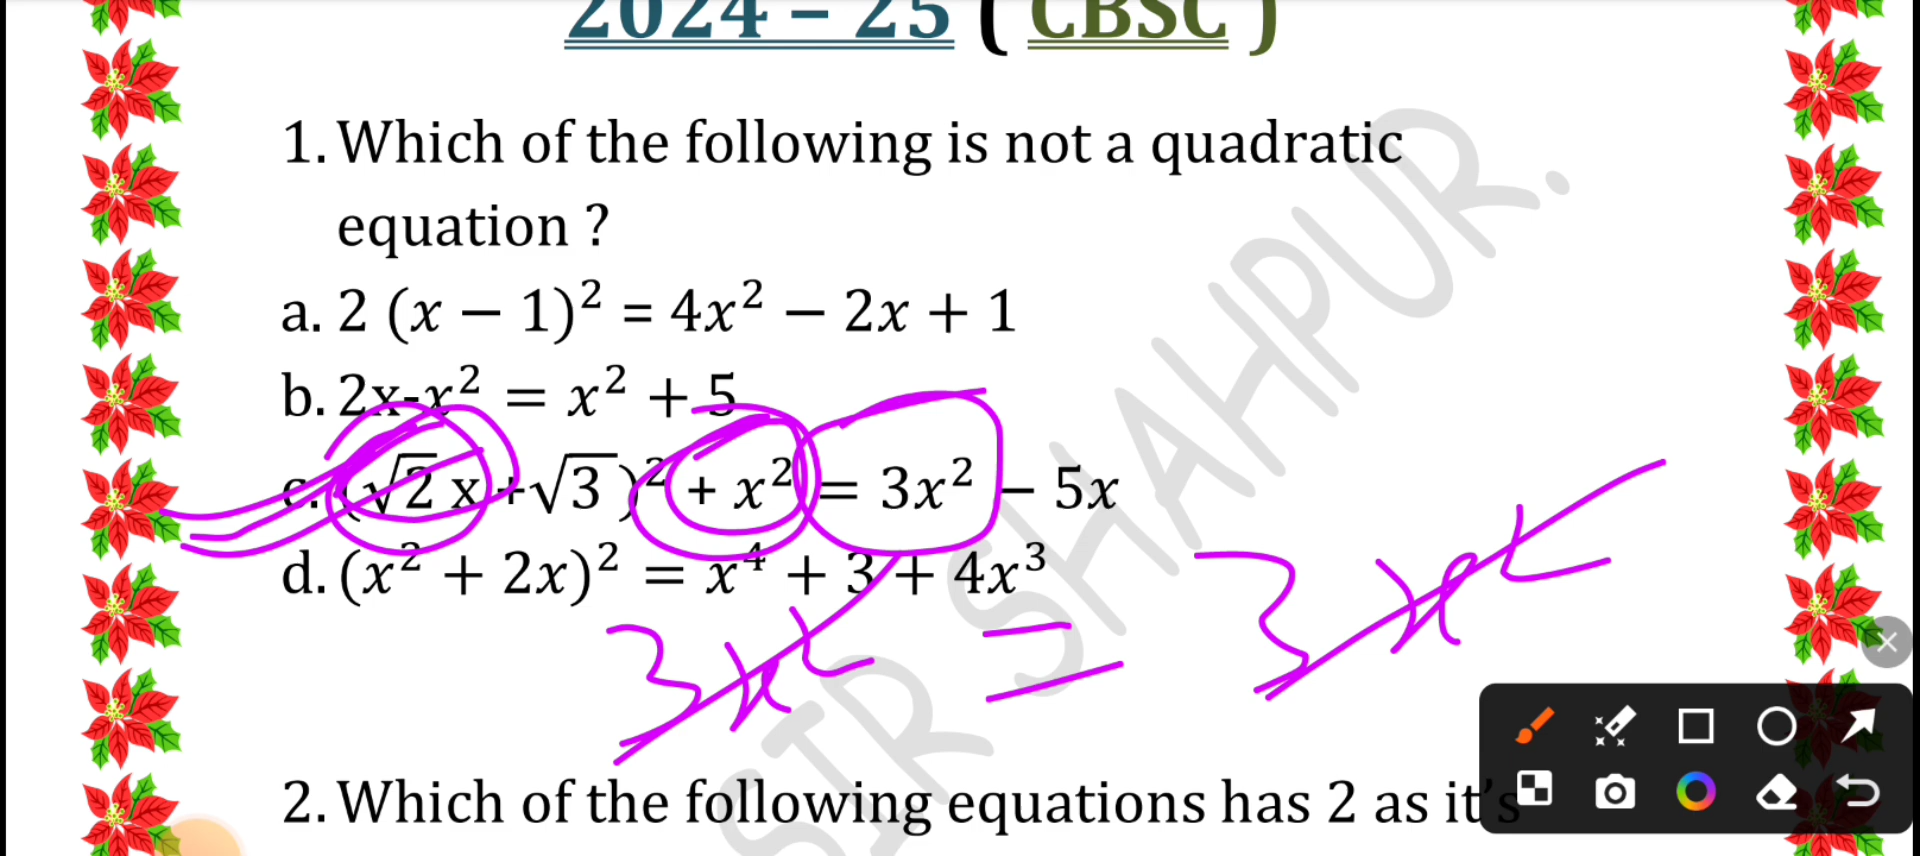 2024 – 25 ( CBSC )
1. Which of the following is not a quadratic
equation ?
a. 2 (x − 1)² = 4x² − 2x + 1
b. 2x-x² = x² + 5
c. (√2 x +√3 )² + x² = 3x² − 5x
d. (x² + 2x)² = x⁴ + 3 + 4x³
3x² = 3x²
2. Which of the following equations has 2 as it's
SIR SHAHPUR.